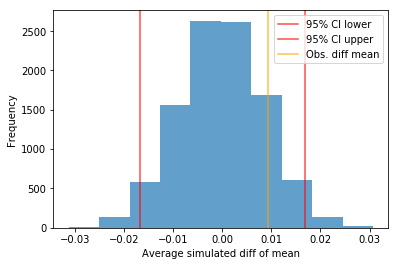 95% CI lower
95% CI upper
Obs. diff mean
2500
2000
1500
1000
500
0
Frequency
−0.03
−0.02
−0.01
0.00
0.01
0.02
0.03
Average simulated diff of mean